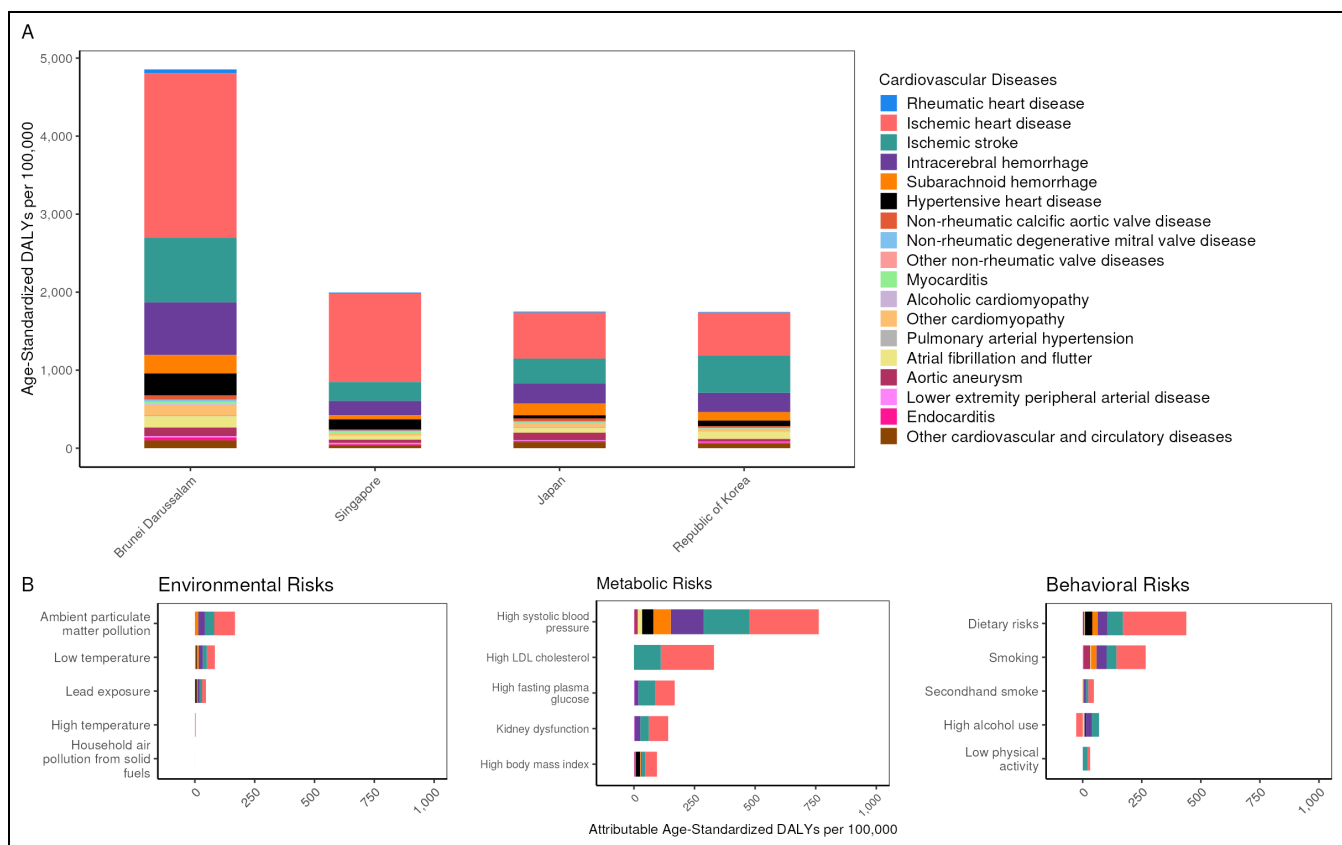 A
5,000
4,000
3,000
2,000
1,000
0
Age-Standardized DALYs per 100,000
Brunei Darussalam
Singapore
Japan
Republic of Korea
Cardiovascular Diseases
Rheumatic heart disease
Ischemic heart disease
Ischemic stroke
Intracerebral hemorrhage
Subarachnoid hemorrhage
Hypertensive heart disease
Non-rheumatic calcific aortic valve disease
Non-rheumatic degenerative mitral valve disease
Other non-rheumatic valve diseases
Myocarditis
Alcoholic cardiomyopathy
Other cardiomyopathy
Pulmonary arterial hypertension
Atrial fibrillation and flutter
Aortic aneurysm
Lower extremity peripheral arterial disease
Endocarditis
Other cardiovascular and circulatory diseases
B
Environmental Risks
Ambient particulate
matter pollution
Low temperature
Lead exposure
High temperature
Household air
pollution from solid
fuels
0
250
500
750
1,000
Metabolic Risks
High systolic blood
pressure
High LDL cholesterol
High fasting plasma
glucose
Kidney dysfunction
High body mass index
0
250
500
750
1,000
Attributable Age-Standardized DALYs per 100,000
Behavioral Risks
Dietary risks
Smoking
Secondhand smoke
High alcohol use
Low physical
activity
0
250
500
750
1,000